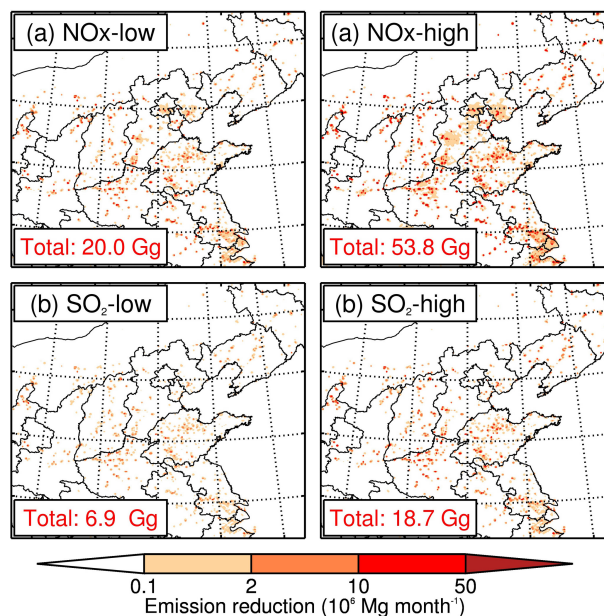 (a) NOx-low
(a) NOx-high
Total: 20.0 Gg
Total: 53.8 Gg
(b) SO₂-low
(b) SO₂-high
Total: 6.9 Gg
Total: 18.7 Gg
0.1 2 10 50
Emission reduction (10⁶ Mg month⁻¹)